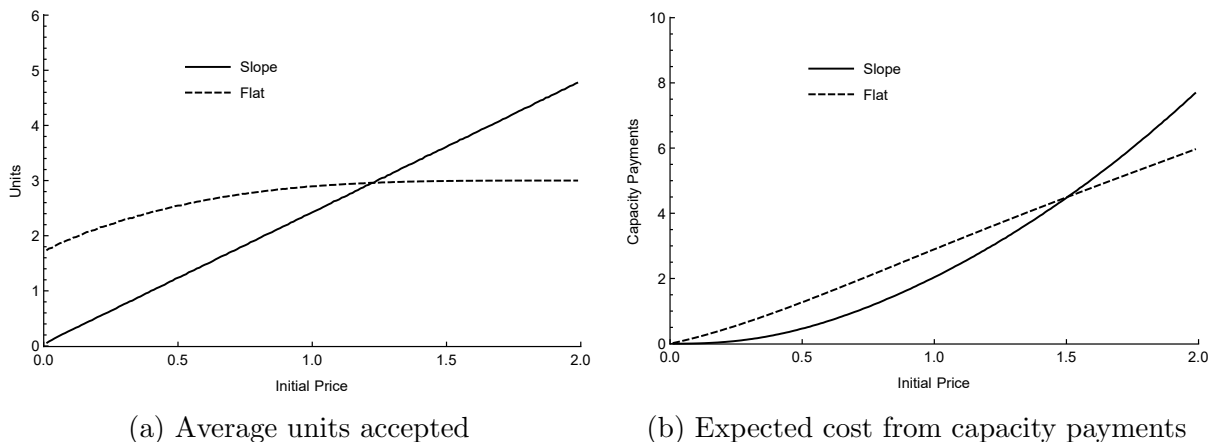 6
5
4
3
2
1
0
0.0 0.5 1.0 1.5 2.0
Units
Initial Price
Slope
Flat
(a) Average units accepted
10
8
6
4
2
0
0.0 0.5 1.0 1.5 2.0
Capacity Payments
Initial Price
Slope
Flat
(b) Expected cost from capacity payments